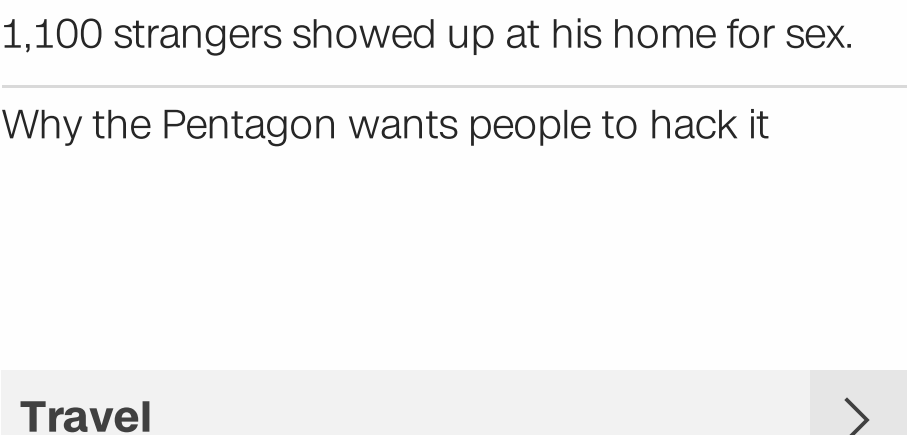 1,100 strangers showed up at his home for sex.
Why the Pentagon wants people to hack it
Travel